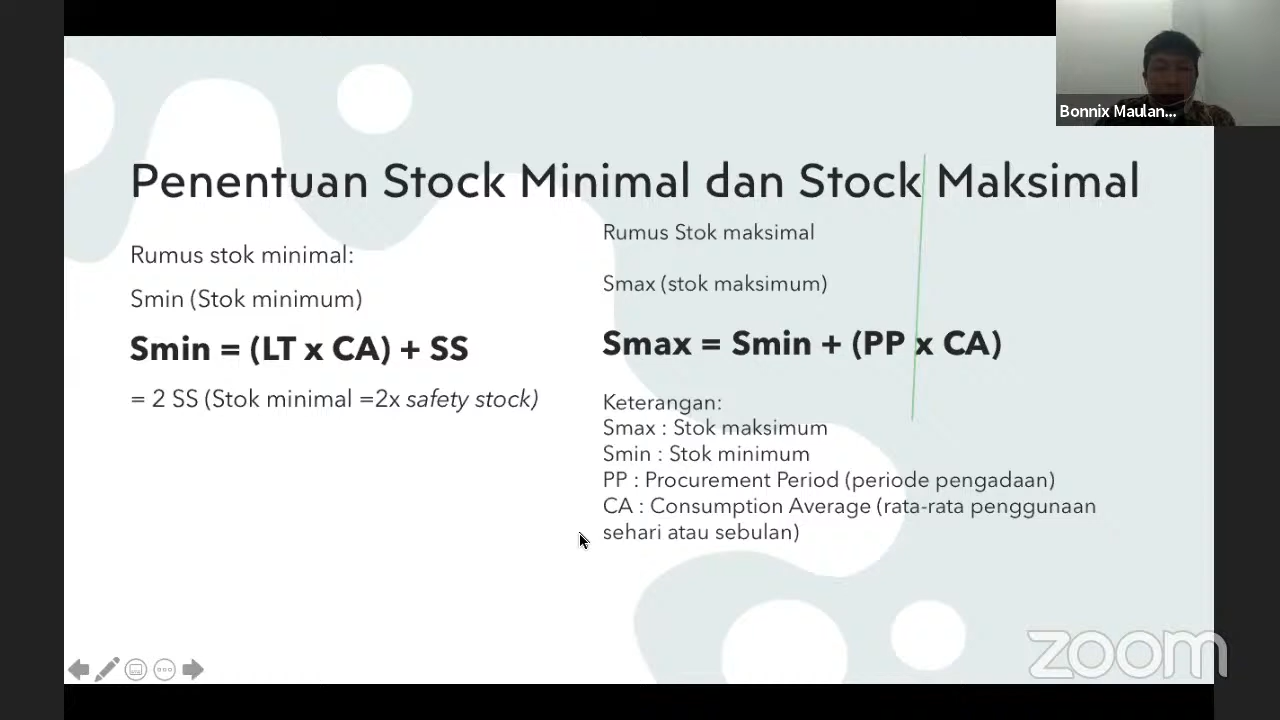 Bonnix Maulan...
Penentuan Stock Minimal dan Stock Maksimal
Rumus stok minimal:
Smin (Stok minimum)
Smin = (LT x CA) + SS
= 2 SS (Stok minimal =2x safety stock)
Rumus Stok maksimal
Smax (stok maksimum)
Smax = Smin + (PP x CA)
Keterangan:
Smax : Stok maksimum
Smin : Stok minimum
PP : Procurement Period (periode pengadaan)
CA : Consumption Average (rata-rata penggunaan
sehari atau sebulan)
zoom